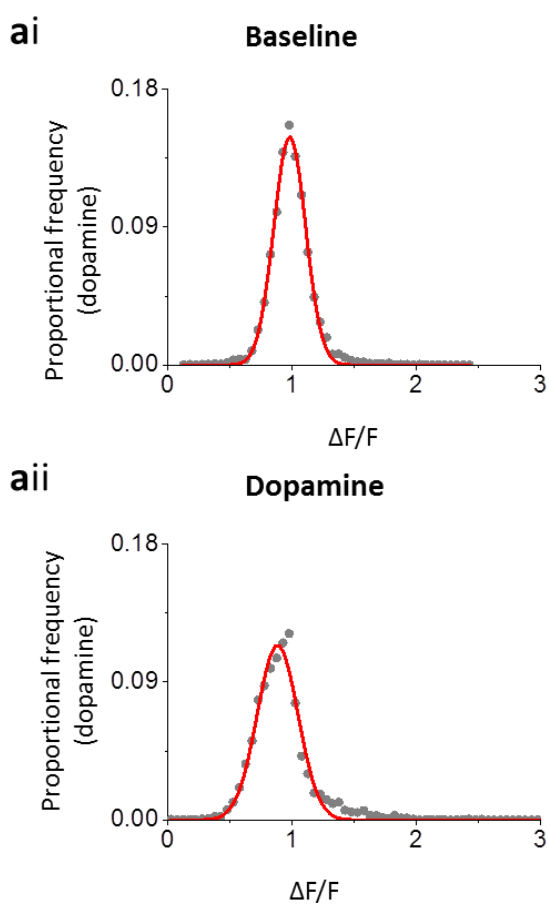 ai
Baseline
Proportional frequency
(dopamine)
0.18
0.09
0.00
0
1
2
3
ΔF/F
aii
Dopamine
Proportional frequency
(dopamine)
0.18
0.09
0.00
0
1
2
3
ΔF/F